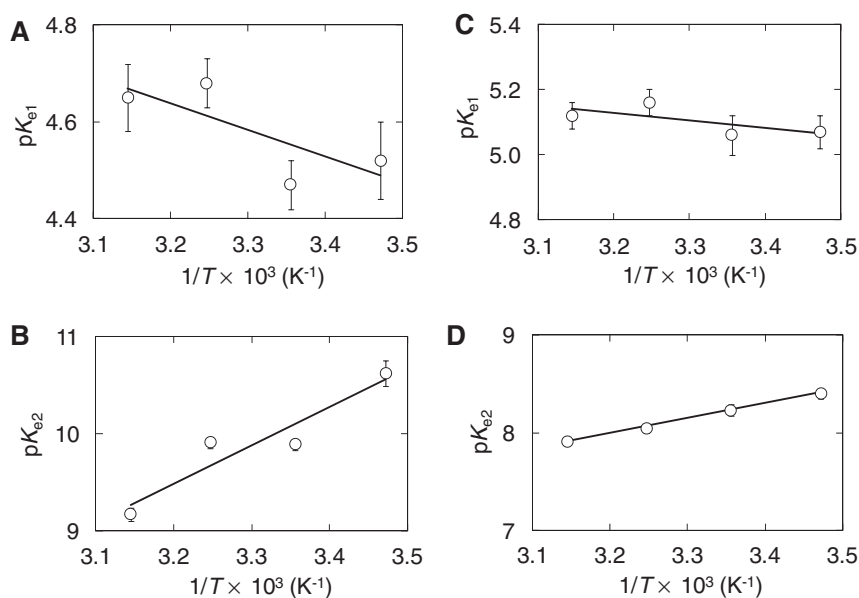 A
4.8
4.6
4.4
pKe1
3.1 3.2 3.3 3.4 3.5
1/T × 10³ (K⁻¹)
C
5.4
5.2
5.0
4.8
pKe1
3.1 3.2 3.3 3.4 3.5
1/T × 10³ (K⁻¹)
B
11
10
9
pKe2
3.1 3.2 3.3 3.4 3.5
1/T × 10³ (K⁻¹)
D
9
8
7
pKe2
3.1 3.2 3.3 3.4 3.5
1/T × 10³ (K⁻¹)